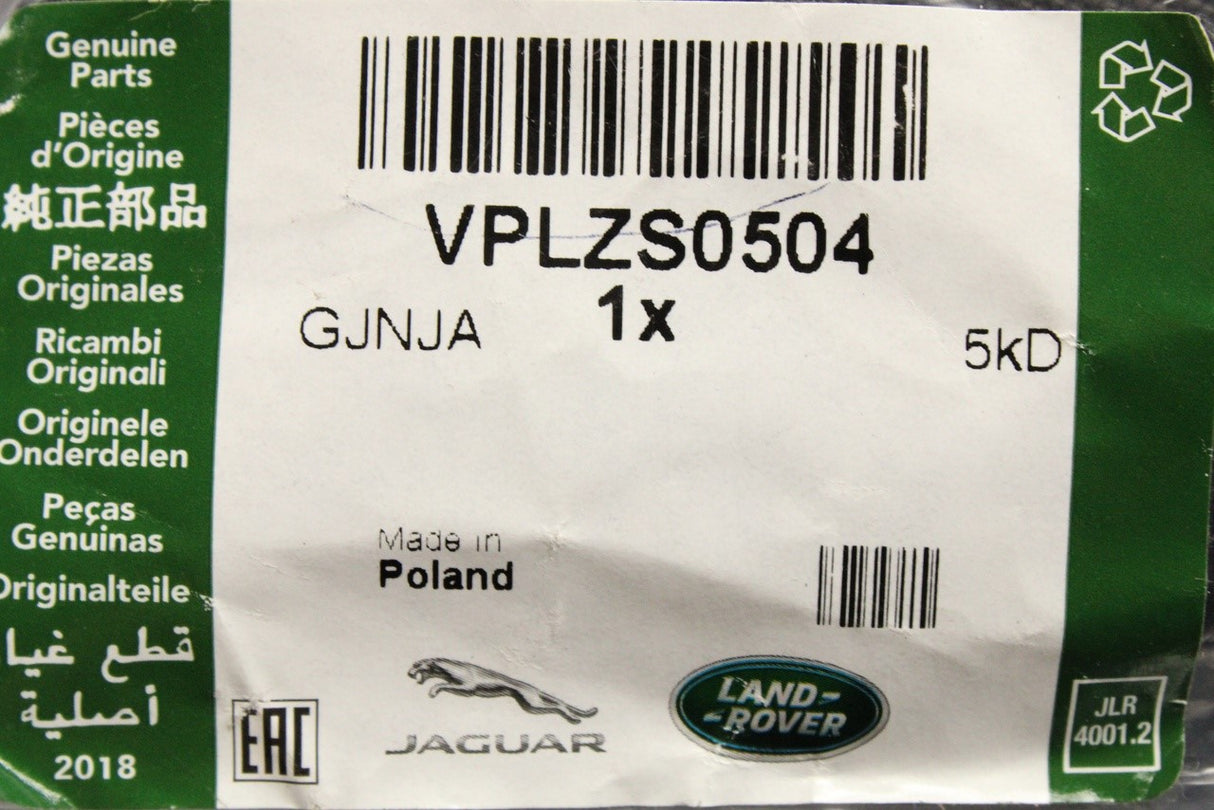 Genuine
Parts
Pièces
d'Origine
純正部品
Piezas
Originales
Ricambi
Originali
Originele
Onderdelen
Peças
Genuinas
Originalteile
قطع غيا
أصلية
2018
VPLZS0504
1x
GJNJA
5kD
Made in
Poland
EAC
JAGUAR
LAND-
-ROVER
JLR
4001.2